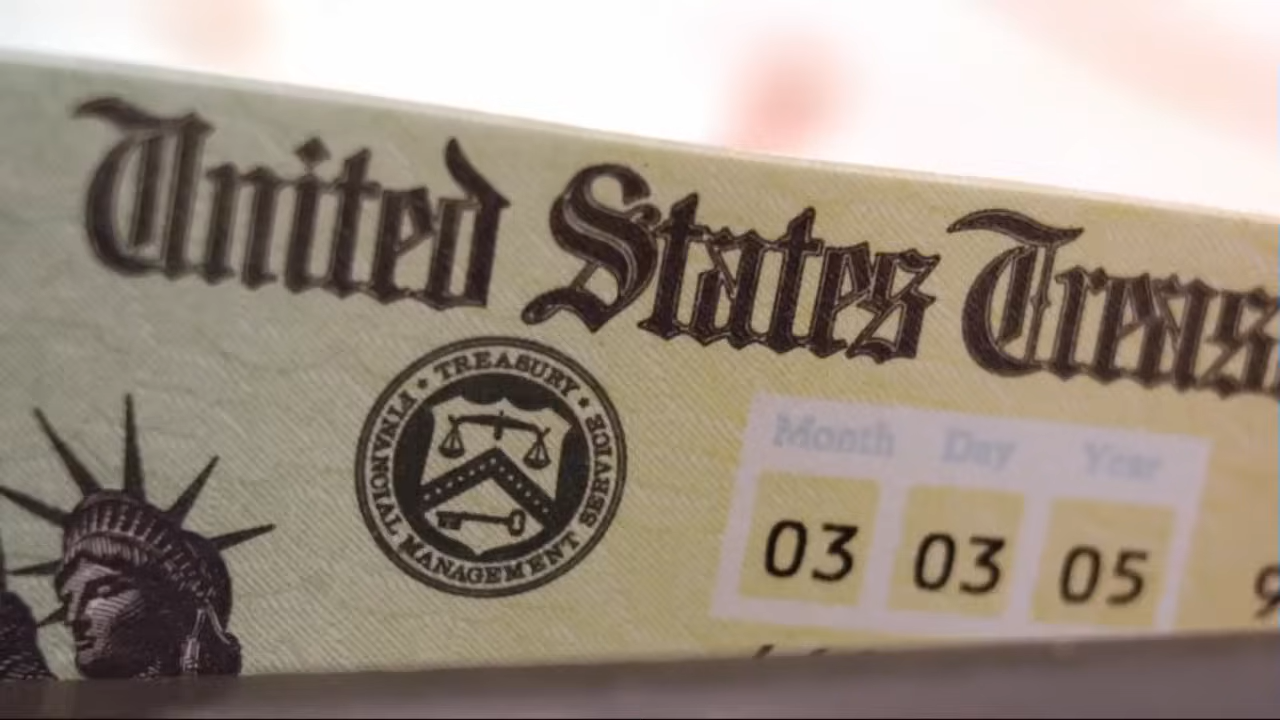 United States Treas
TREASURY
FINANCIAL MANAGEMENT SERVICE
Month Day Year
03 03 05